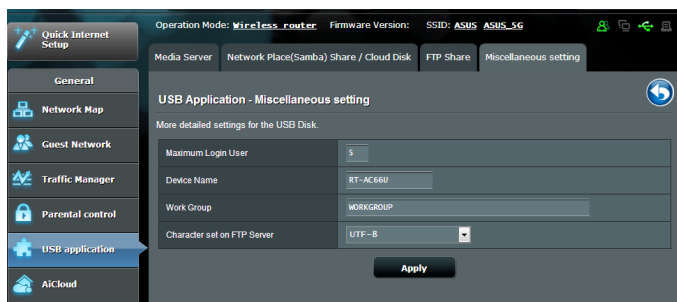 Quick Internet
Setup
Operation Mode: Wireless router Firmware Version: SSID: ASUS ASUS_5G
Media Server Network Place(Samba) Share / Cloud Disk FTP Share Miscellaneous setting
General
Network Map
Guest Network
Traffic Manager
Parental control
USB application
AiCloud
USB Application - Miscellaneous setting
More detailed settings for the USB Disk.
Maximum Login User 5
Device Name RT-AC66U
Work Group WORKGROUP
Character set on FTP Server UTF-8
Apply